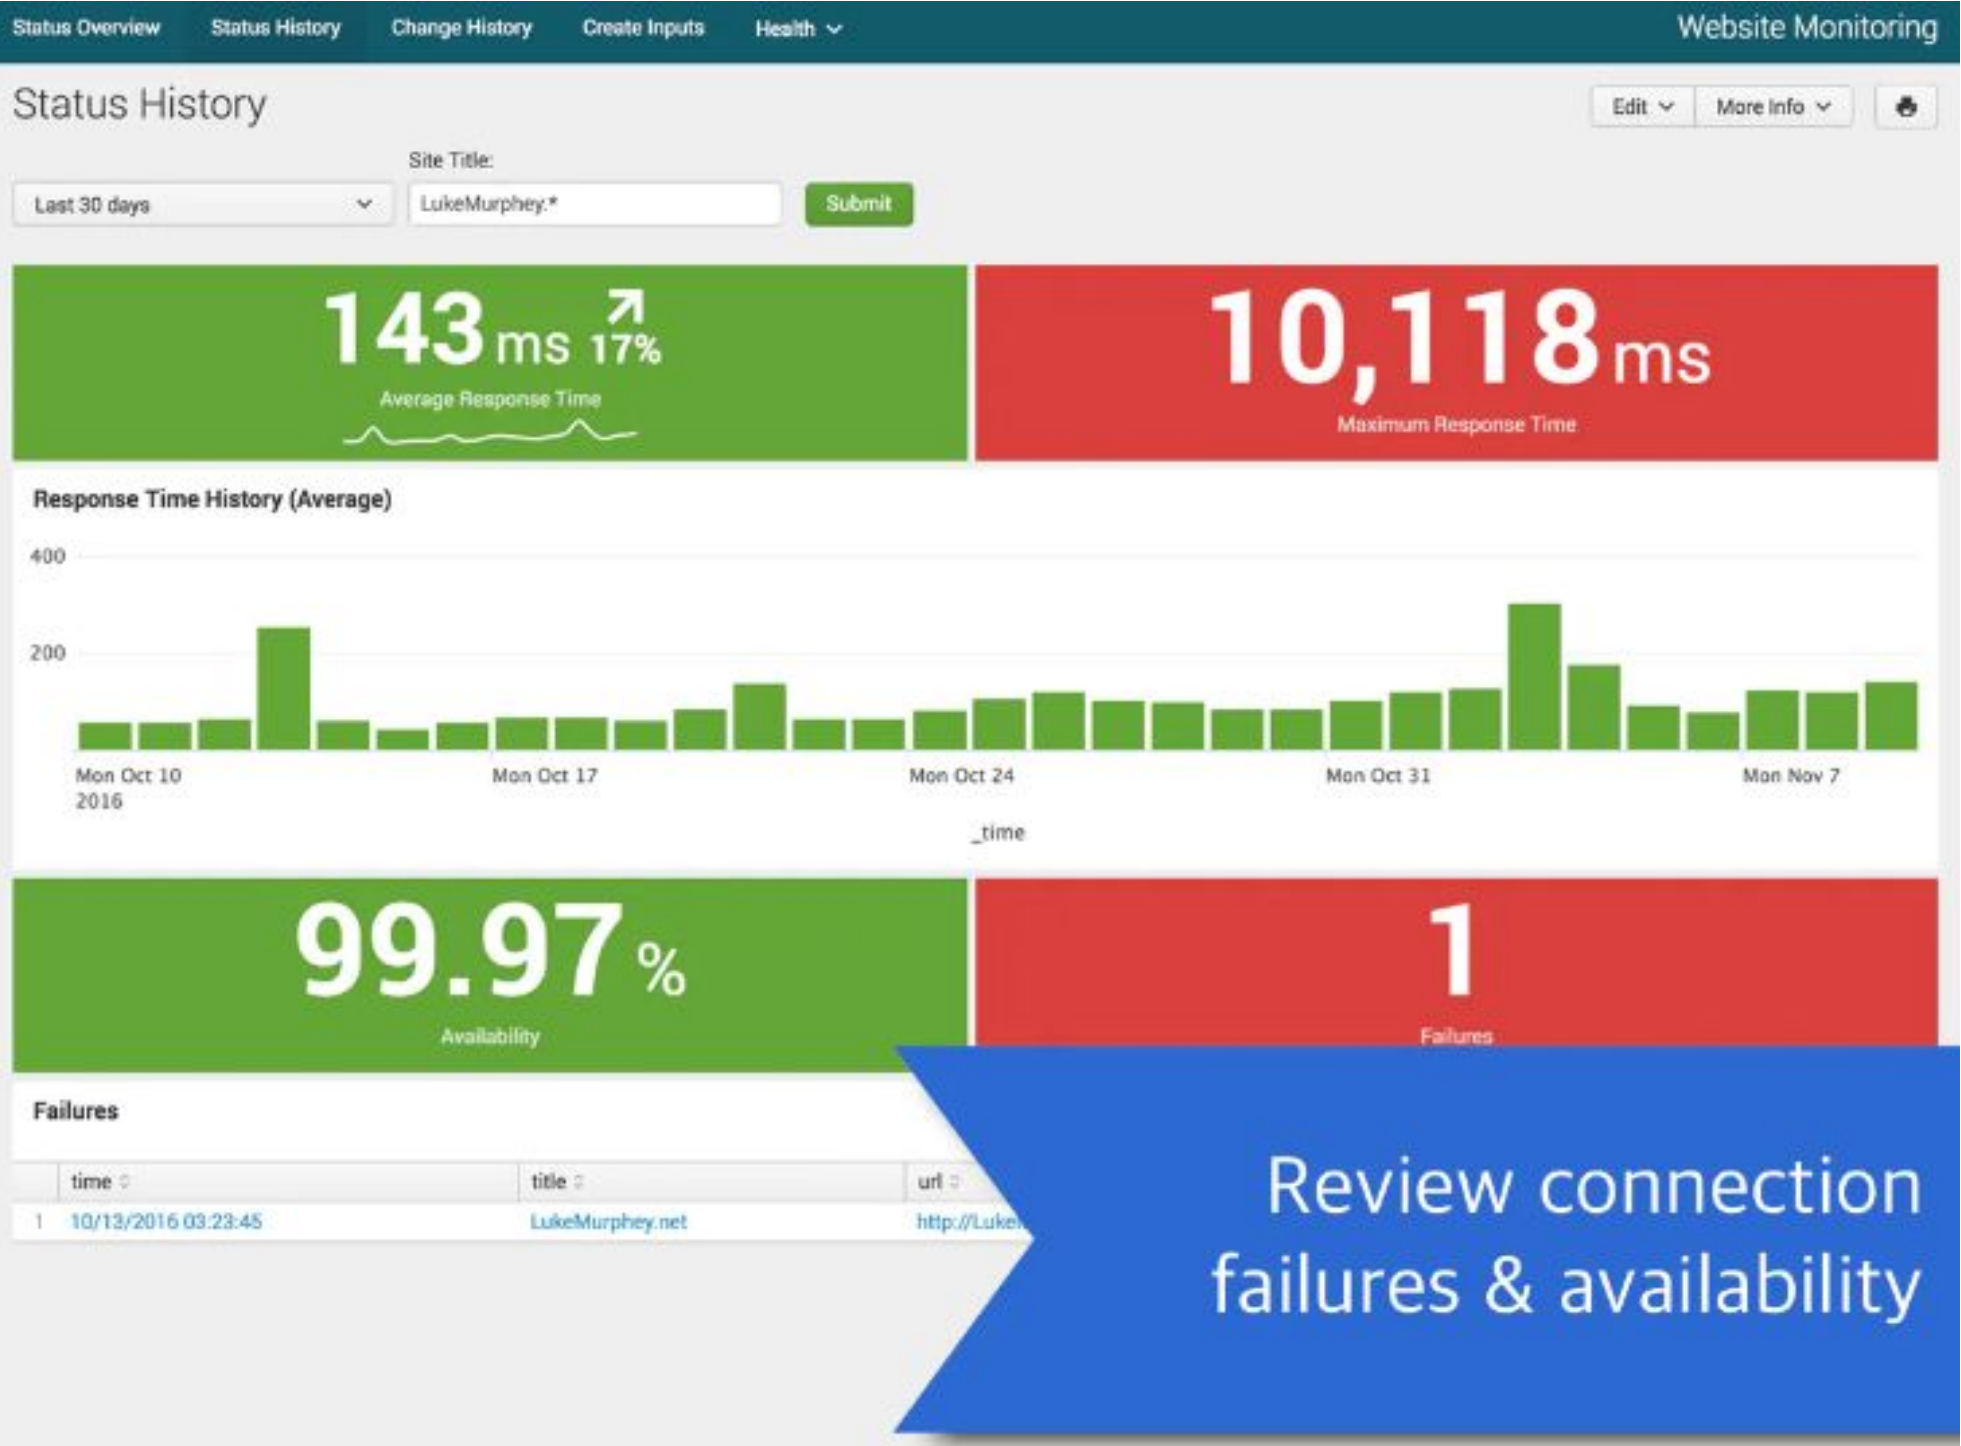 Status Overview Status History Change History Create Inputs Health Website Monitoring
Status History Edit More Info
Site Title:
Last 30 days LukeMurphey.* Submit
143 ms 17%
Average Response Time
10,118 ms
Maximum Response Time
Response Time History (Average)
400
200
Mon Oct 10 Mon Oct 17 Mon Oct 24 Mon Oct 31 Mon Nov 7
2016
_time
99.97 %
Availability
1
Failures
Failures
time title url
1 10/13/2016 03:23:45 LukeMurphey.net
Review connection
failures & availability